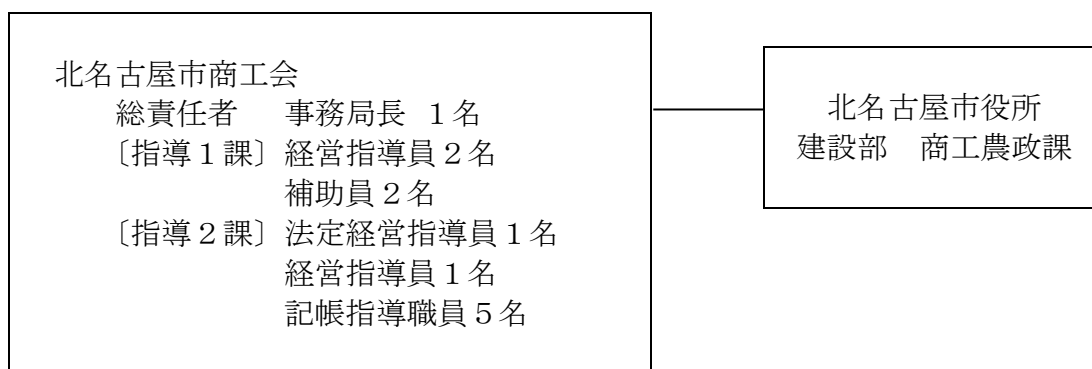 北名古屋市商工会
総責任者　事務局長　１名
〔指導１課〕経営指導員２名
補助員２名
〔指導２課〕法定経営指導員１名
経営指導員１名
記帳指導職員５名
北名古屋市役所
建設部　商工農政課